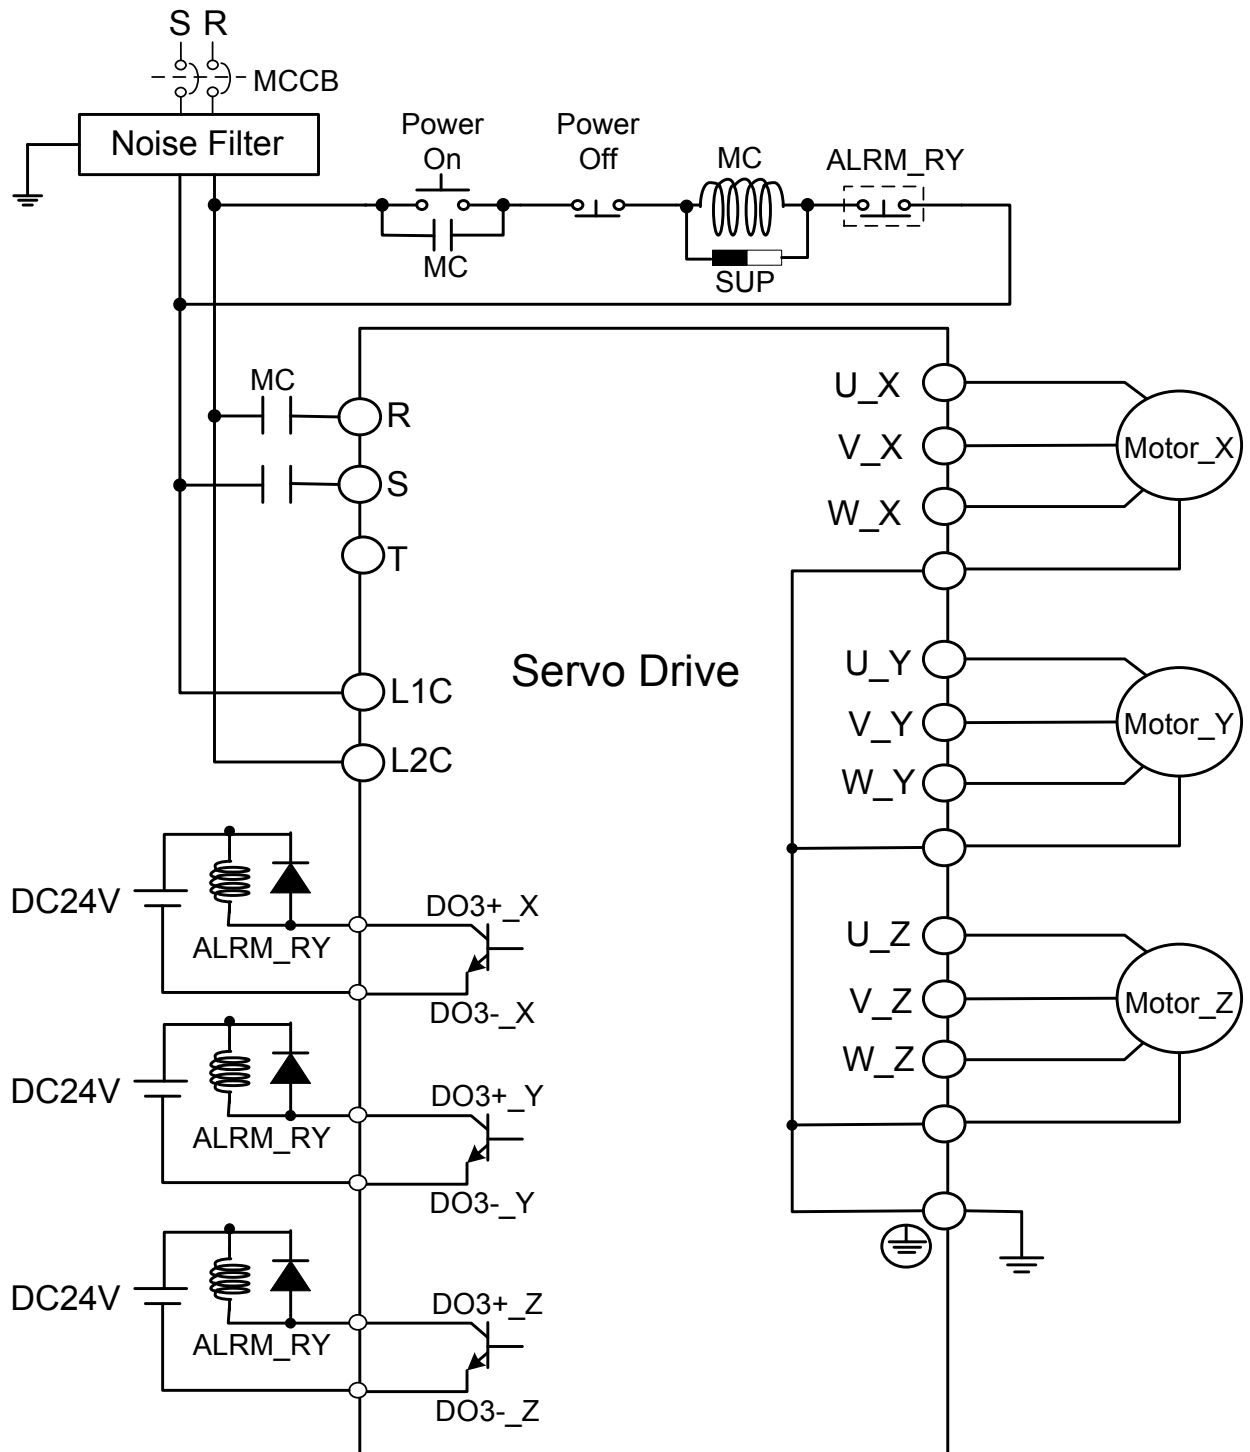 S R
MCCB
Noise Filter
Power
On
Power
Off
MC
ALRM_RY
MC
SUP
MC
R
S
T
L1C
L2C
Servo Drive
U_X
V_X
W_X
Motor_X
U_Y
V_Y
W_Y
Motor_Y
U_Z
V_Z
W_Z
Motor_Z
DC24V
ALRM_RY
DO3+_X
DO3-_X
DC24V
ALRM_RY
DO3+_Y
DO3-_Y
DC24V
ALRM_RY
DO3+_Z
DO3-_Z